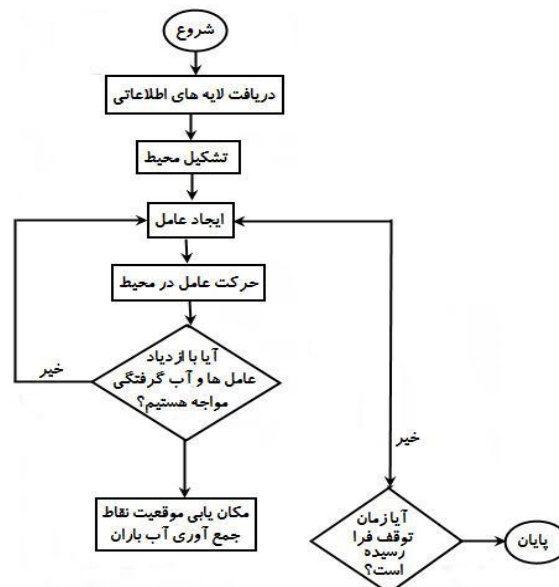 شروع
دریافت لایه های اطلاعاتی
تشکیل محیط
ایجاد عامل
حرکت عامل در محیط
آیا با ازدیاد
عامل ها و آب گرفتگی
مواجه هستیم؟
خیر
مکان یابی موقعیت نقاط
جمع آوری آب باران
خیر
آیا زمان
توقف فرا
رسیده
است؟
پایان